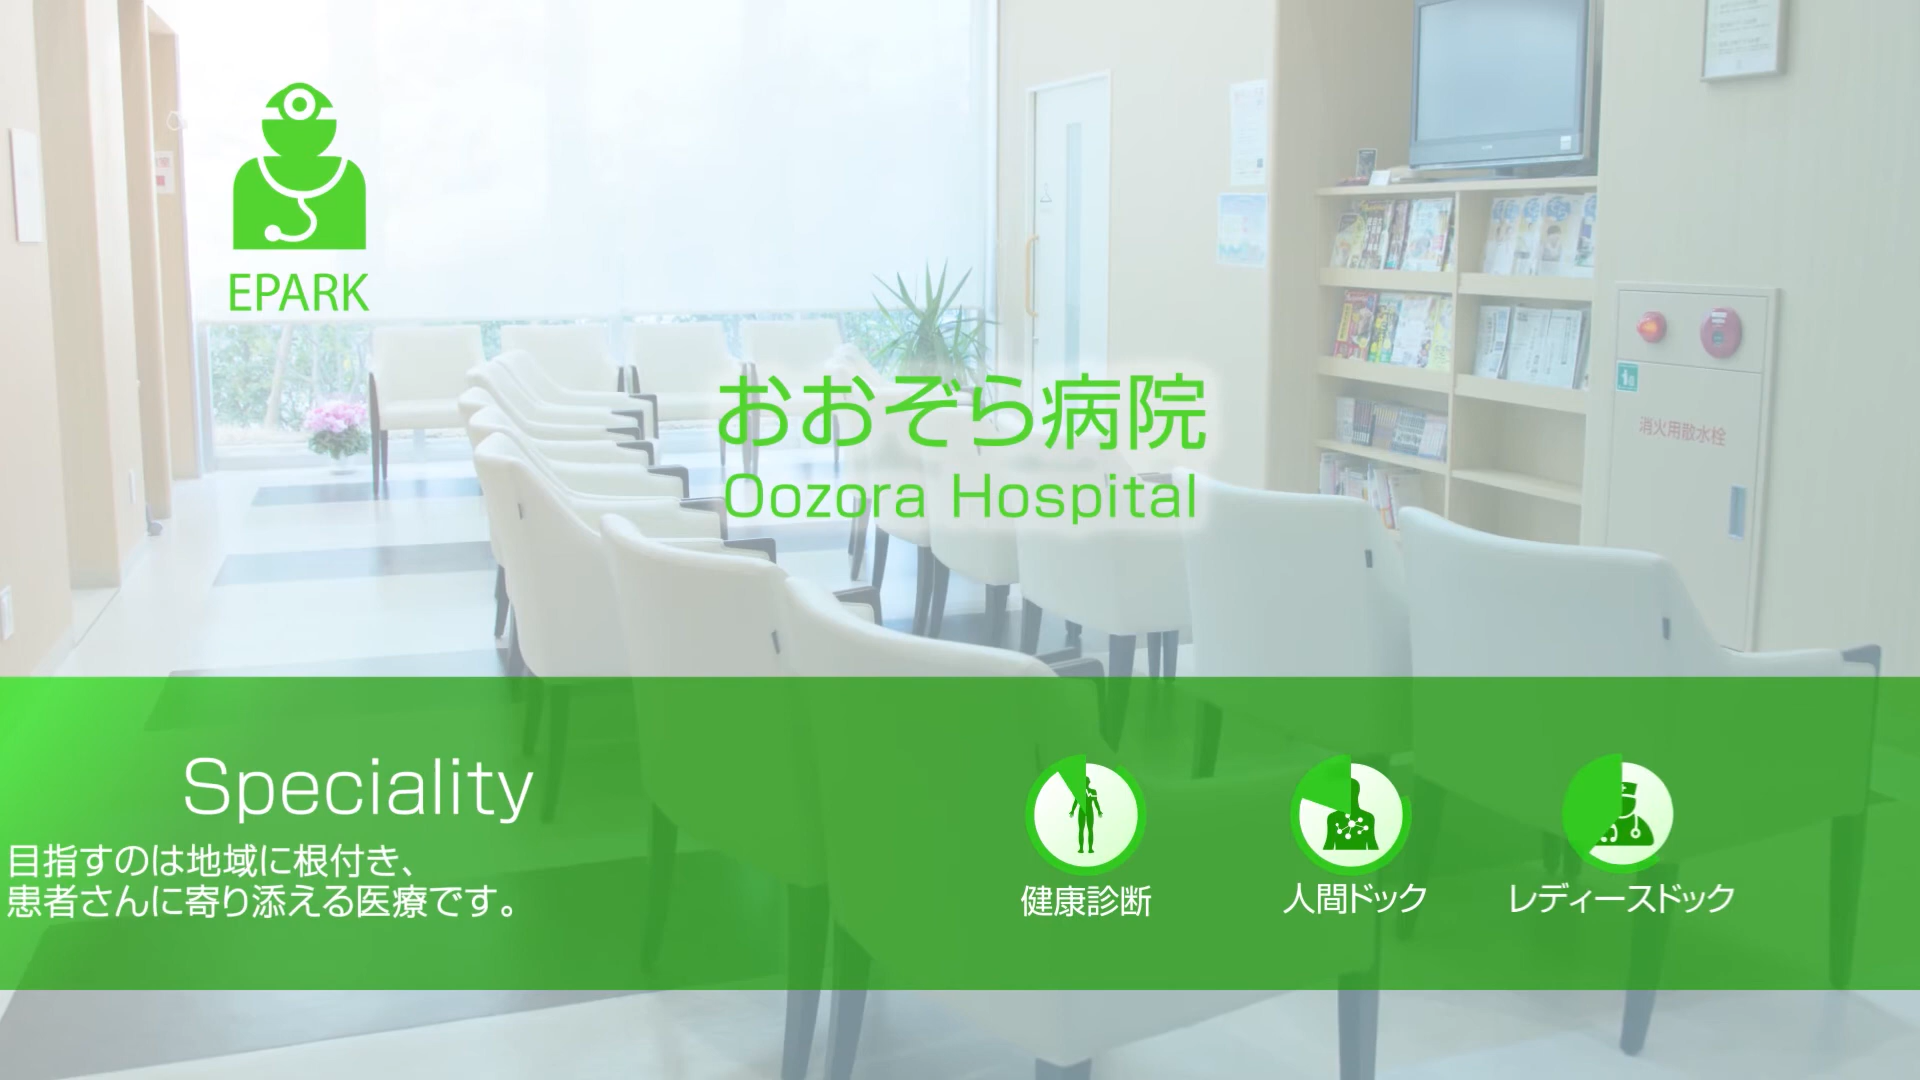 EPARK
おおぞら病院
Oozora Hospital
消火用散水栓
Speciality
目指すのは地域に根付き、
患者さんに寄り添える医療です。
健康診断
人間ドック
レディースドック